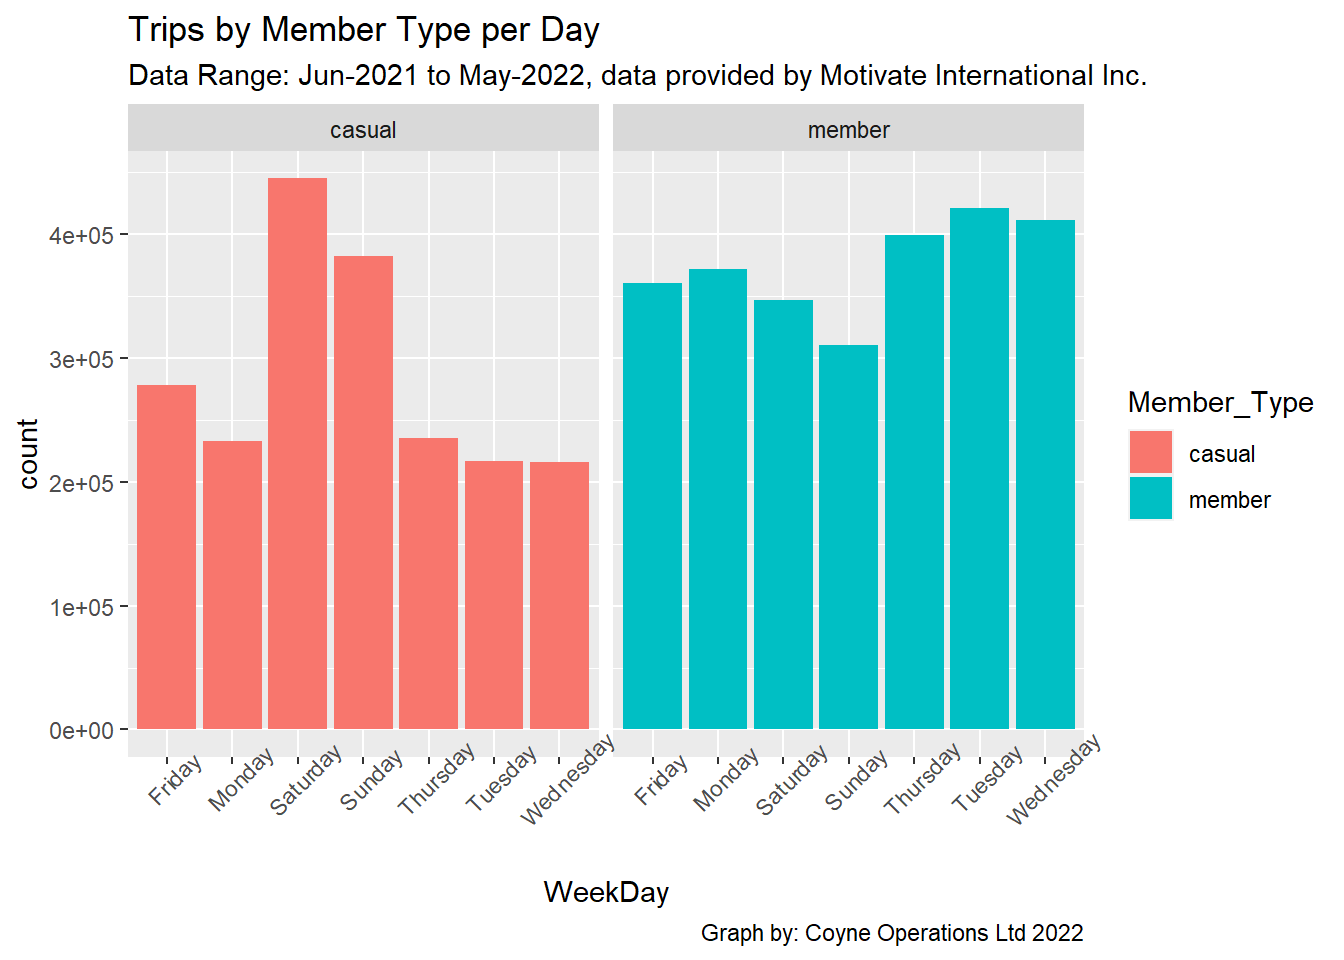 Trips by Member Type per Day
Data Range: Jun-2021 to May-2022, data provided by Motivate International Inc.
casual
member
4e+05
3e+05
2e+05
1e+05
0e+00
count
Friday
Monday
Saturday
Sunday
Thursday
Tuesday
Wednesday
Friday
Monday
Saturday
Sunday
Thursday
Tuesday
Wednesday
WeekDay
Member_Type
casual
member
Graph by: Coyne Operations Ltd 2022